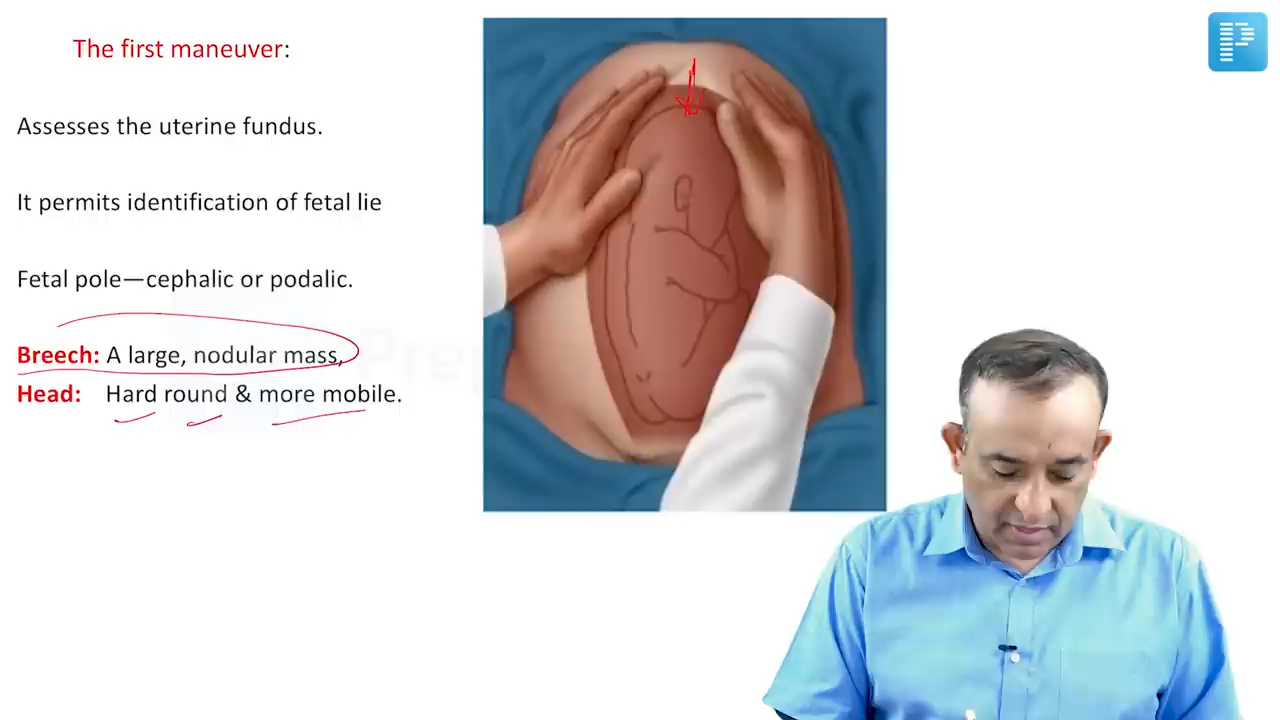 The first maneuver:
Assesses the uterine fundus.
It permits identification of fetal lie
Fetal pole—cephalic or podalic.
Breech: A large, nodular mass,
Head: Hard round & more mobile.